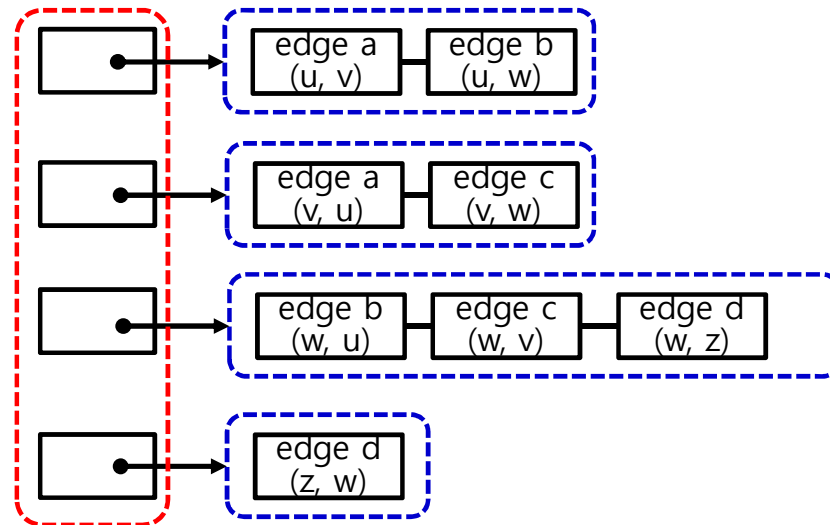 edge a
(u, v)
edge b
(u, w)
edge a
(v, u)
edge c
(v, w)
edge b
(w, u)
edge c
(w, v)
edge d
(w, z)
edge d
(z, w)